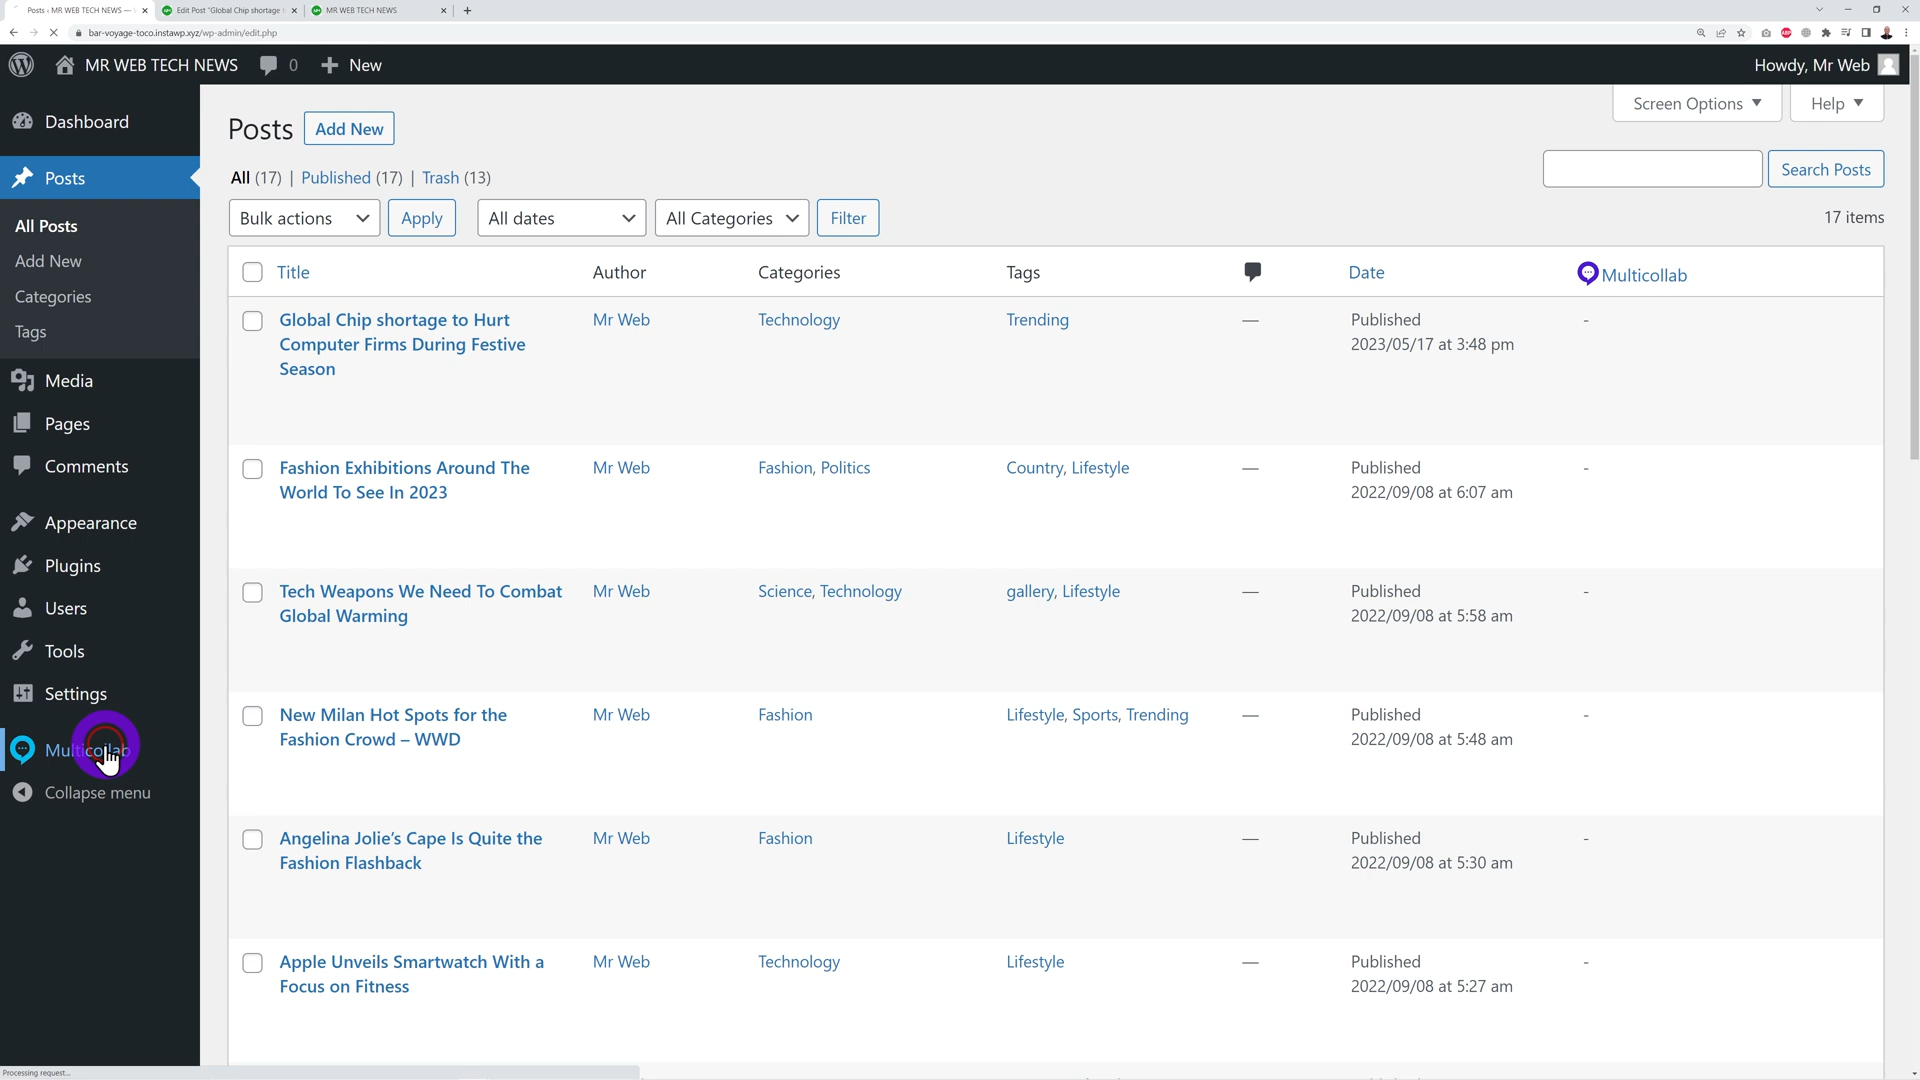 Posts ‹ MR WEB TECH NEWS —
Edit Post "Global Chip shortage
MR WEB TECH NEWS
bar-voyage-toco.instawp.xyz/wp-admin/edit.php
MR WEB TECH NEWS 0 New
Howdy, Mr Web
Dashboard
Posts
All Posts
Add New
Categories
Tags
Media
Pages
Comments
Appearance
Plugins
Users
Tools
Settings
Multicollab
Collapse menu
Screen Options
Help
Posts Add New
All (17) | Published (17) | Trash (13)
Search Posts
Bulk actions Apply All dates All Categories Filter
17 items
Title Author Categories Tags Date Multicollab
Global Chip shortage to Hurt Mr Web Technology Trending — Published -
Computer Firms During Festive 2023/05/17 at 3:48 pm
Season
Fashion Exhibitions Around The Mr Web Fashion, Politics Country, Lifestyle — Published -
World To See In 2023 2022/09/08 at 6:07 am
Tech Weapons We Need To Combat Mr Web Science, Technology gallery, Lifestyle — Published -
Global Warming 2022/09/08 at 5:58 am
New Milan Hot Spots for the Mr Web Fashion Lifestyle, Sports, Trending — Published -
Fashion Crowd – WWD 2022/09/08 at 5:48 am
Angelina Jolie's Cape Is Quite the Mr Web Fashion Lifestyle — Published -
Fashion Flashback 2022/09/08 at 5:30 am
Apple Unveils Smartwatch With a Mr Web Technology Lifestyle — Published -
Focus on Fitness 2022/09/08 at 5:27 am
Processing request...